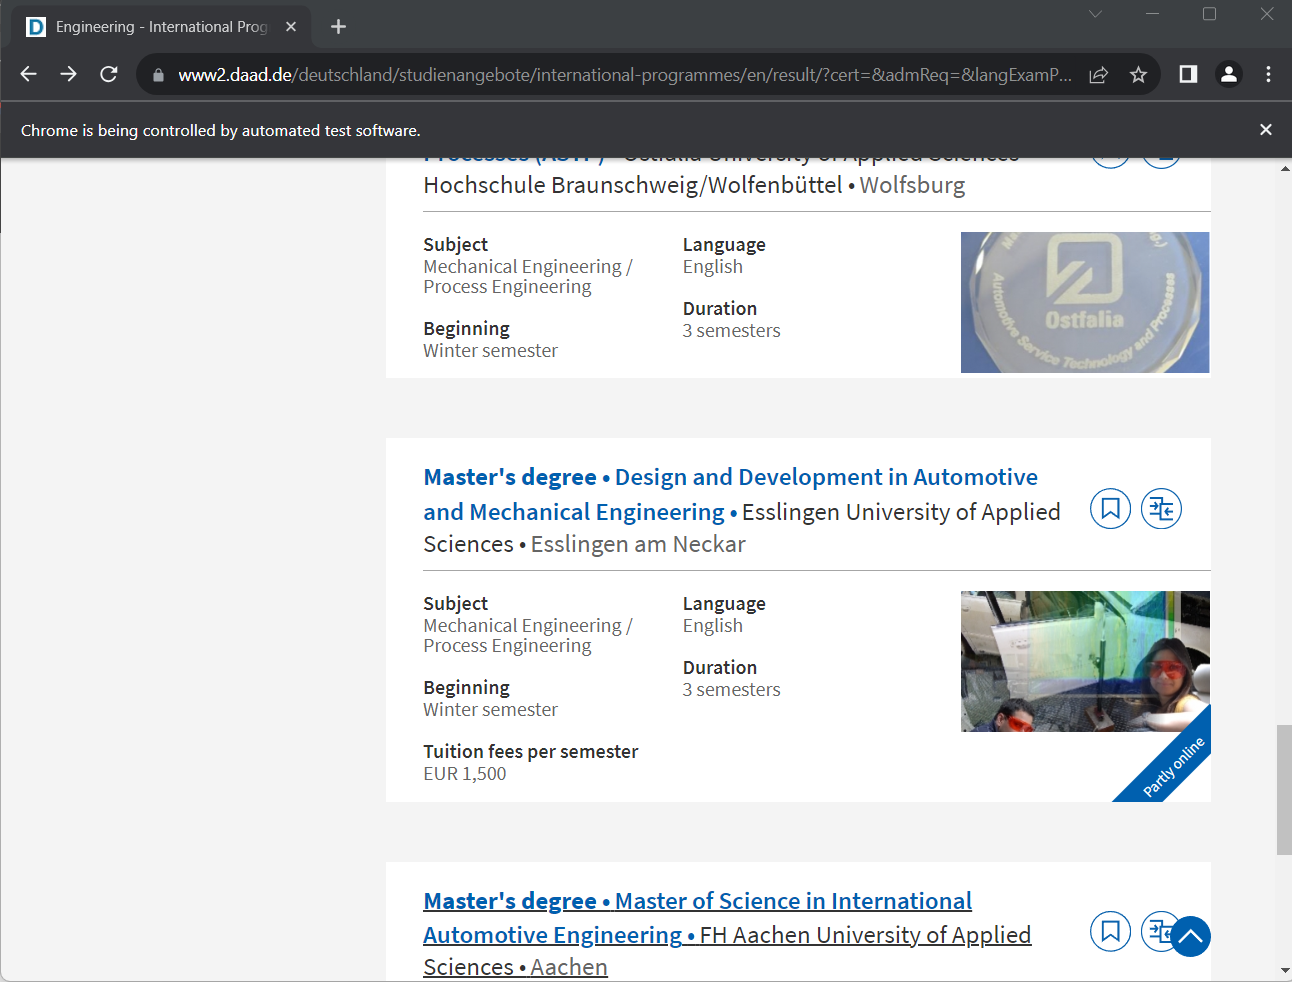 Engineering - International Prog
www2.daad.de/deutschland/studienangebote/international-programmes/en/result/?cert=&admReq=&langExamP...
Chrome is being controlled by automated test software.
Processes (ASTP) • Ostfalia University of Applied Sciences
Hochschule Braunschweig/Wolfenbüttel • Wolfsburg
Subject
Mechanical Engineering /
Process Engineering
Beginning
Winter semester
Language
English
Duration
3 semesters
Ostfalia
Automotive Service Technology and Processes
Master's degree • Design and Development in Automotive
and Mechanical Engineering • Esslingen University of Applied
Sciences • Esslingen am Neckar
Subject
Mechanical Engineering /
Process Engineering
Beginning
Winter semester
Tuition fees per semester
EUR 1,500
Language
English
Duration
3 semesters
Partly online
Master's degree • Master of Science in International
Automotive Engineering • FH Aachen University of Applied
Sciences • Aachen